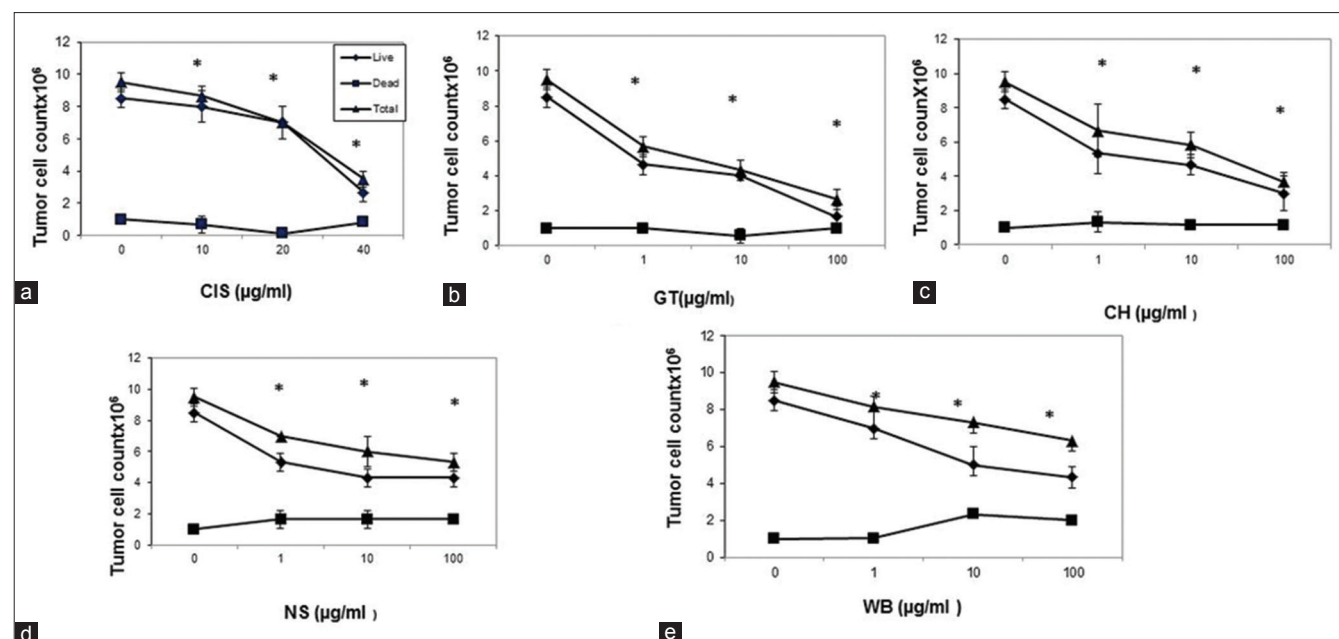 12
10
8
6
4
2
0
Tumor cell countx10⁶
*
*
*
Live
Dead
Total
0 10 20 40
CIS (µg/ml)
a
12
10
8
6
4
2
0
Tumor cell countx10⁶
*
*
*
0 1 10 100
GT(µg/ml)
b
12
10
8
6
4
2
0
Tumor cell counX10⁶
*
*
*
0 1 10 100
CH (µg/ml )
c
12
10
8
6
4
2
0
Tumor cell countx10⁶
*
*
*
0 1 10 100
NS (µg/ml )
d
12
10
8
6
4
2
0
Tumor cell countx10⁶
*
*
*
0 1 10 100
WB (µg/ml )
e